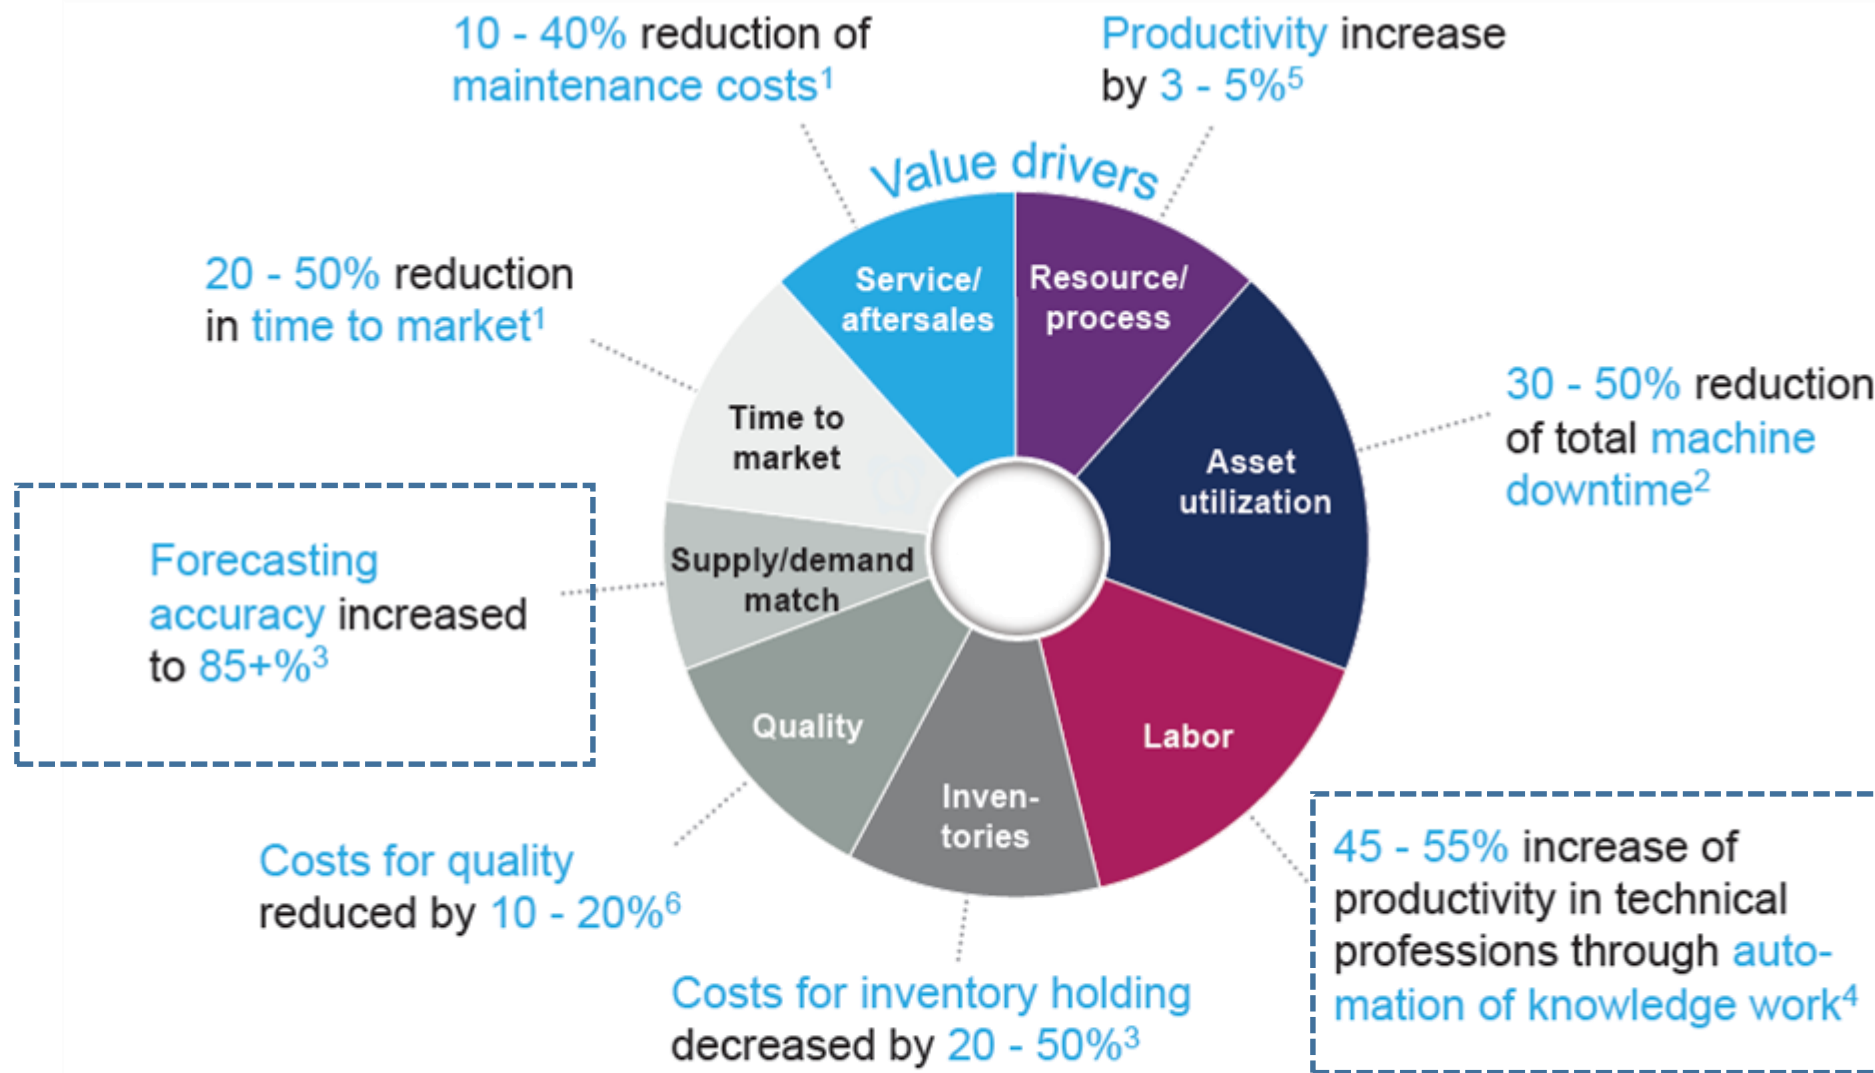 10 - 40% reduction of
maintenance costs¹
Productivity increase
by 3 - 5%⁵
Value drivers
Service/
aftersales
Resource/
process
20 - 50% reduction
in time to market¹
Time to
market
Asset
utilization
30 - 50% reduction
of total machine
downtime²
Forecasting
accuracy increased
to 85+%³
Supply/demand
match
Quality
Labor
Inven-
tories
Costs for quality
reduced by 10 - 20%⁶
45 - 55% increase of
productivity in technical
professions through auto-
mation of knowledge work⁴
Costs for inventory holding
decreased by 20 - 50%³